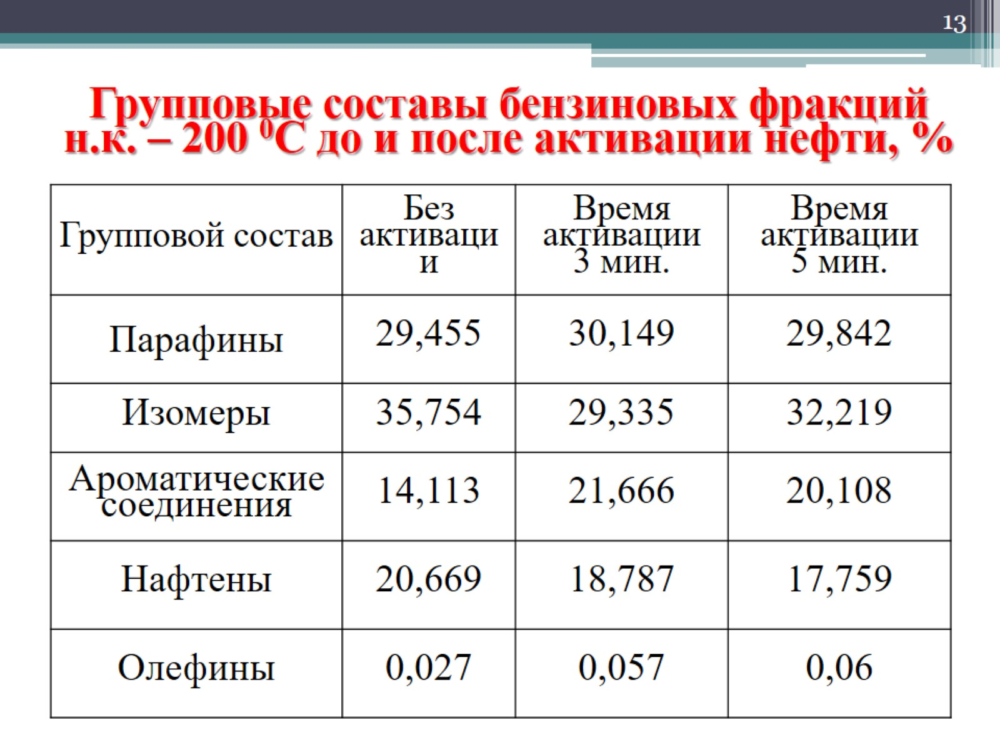 13
Групповые составы бензиновых фракций
н.к. – 200 ⁰С до и после активации нефти, %
Групповой состав
Без
активаци
и
Время
активации
3 мин.
Время
активации
5 мин.
Парафины
29,455
30,149
29,842
Изомеры
35,754
29,335
32,219
Ароматические
соединения
14,113
21,666
20,108
Нафтены
20,669
18,787
17,759
Олефины
0,027
0,057
0,06